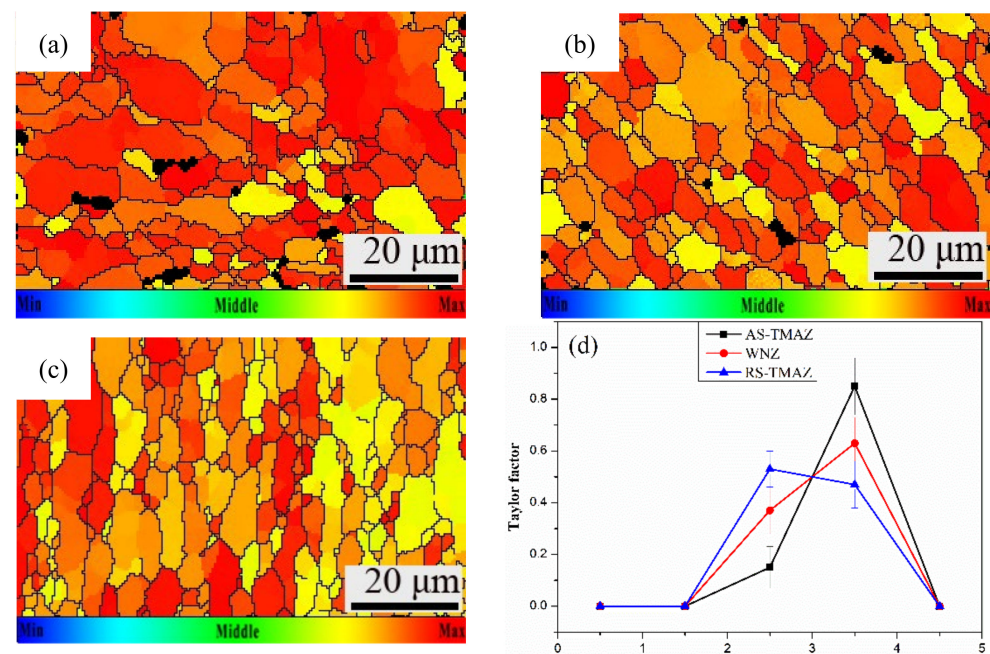 (a)
20 μm
Min Middle Max
(b)
20 μm
Min Middle Max
(c)
20 μm
Min Middle Max
(d)
AS-TMAZ
WNZ
RS-TMAZ
Taylor factor
1.0
0.8
0.6
0.4
0.2
0.0
0 1 2 3 4 5